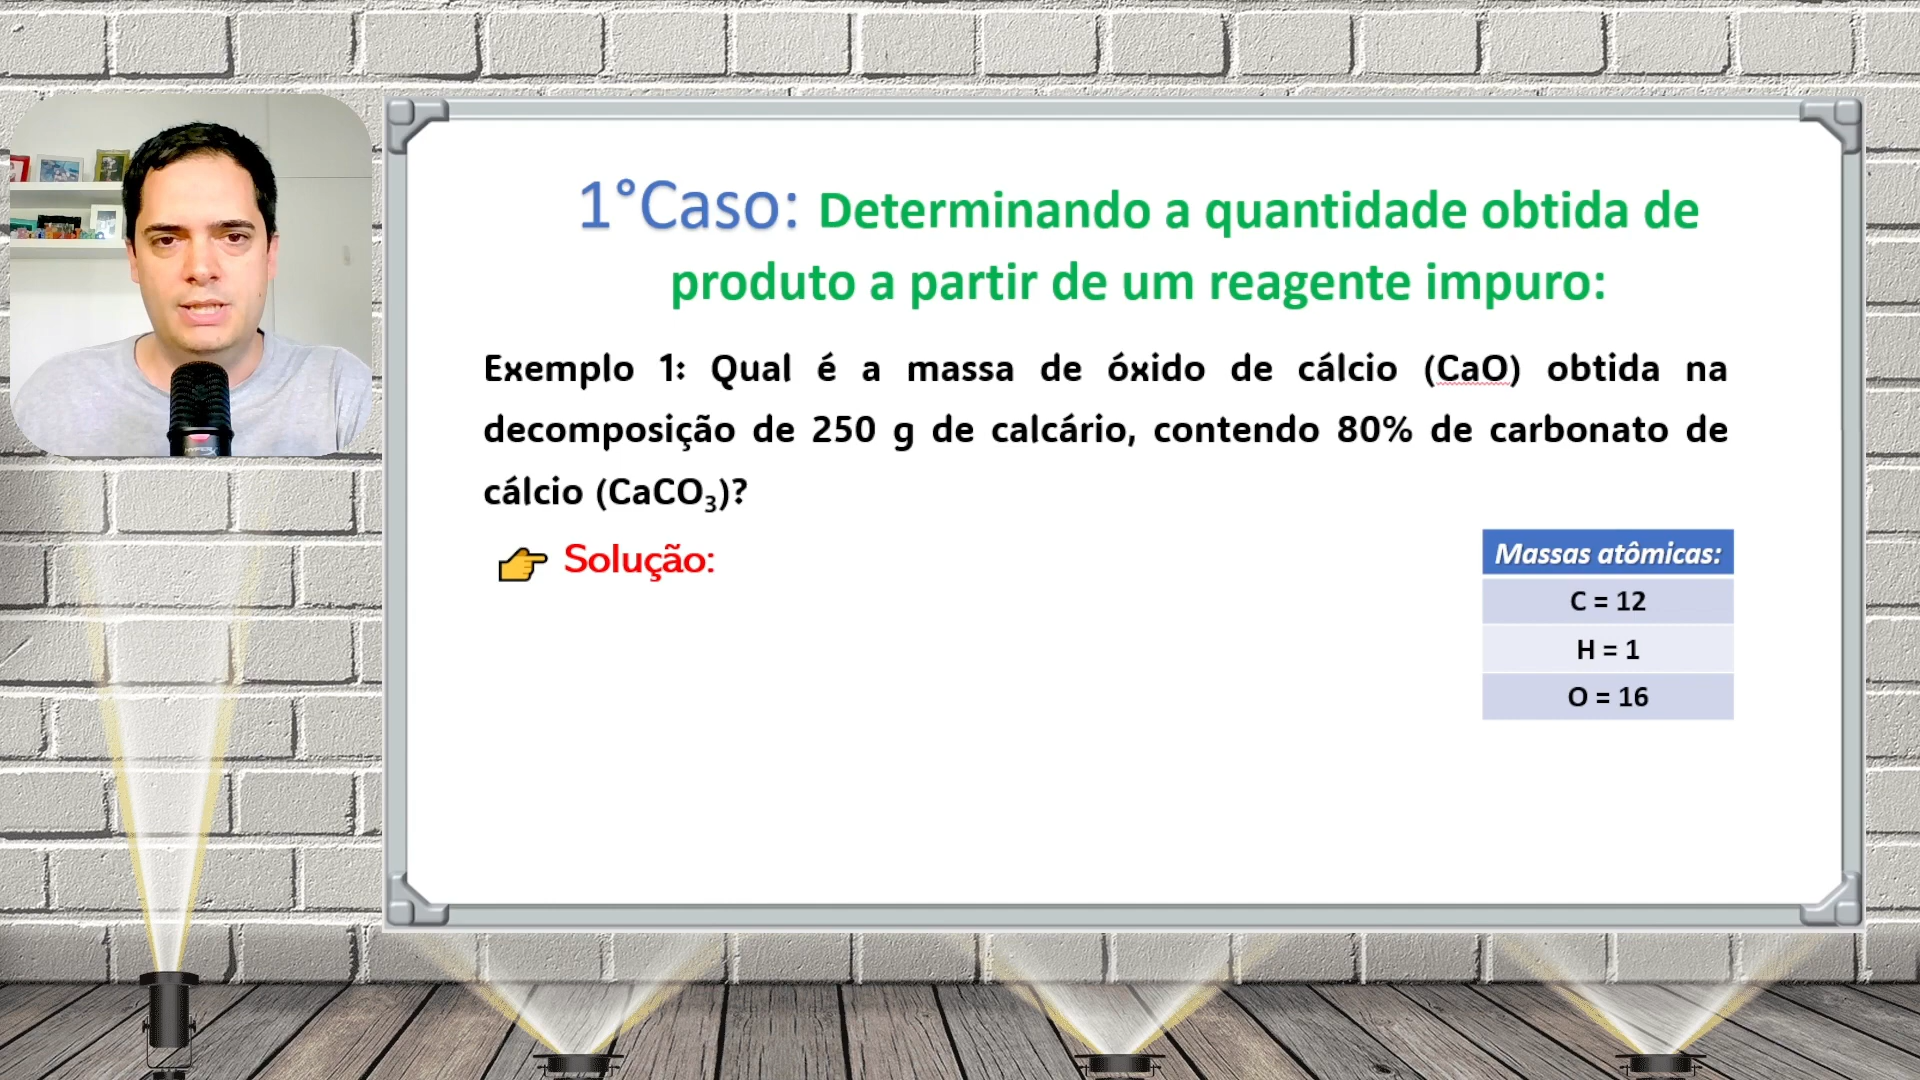 1°Caso: Determinando a quantidade obtida de
produto a partir de um reagente impuro:
Exemplo 1: Qual é a massa de óxido de cálcio (CaO) obtida na
decomposição de 250 g de calcário, contendo 80% de carbonato de
cálcio (CaCO₃)?
👉 Solução:
Massas atômicas:
C = 12
H = 1
O = 16